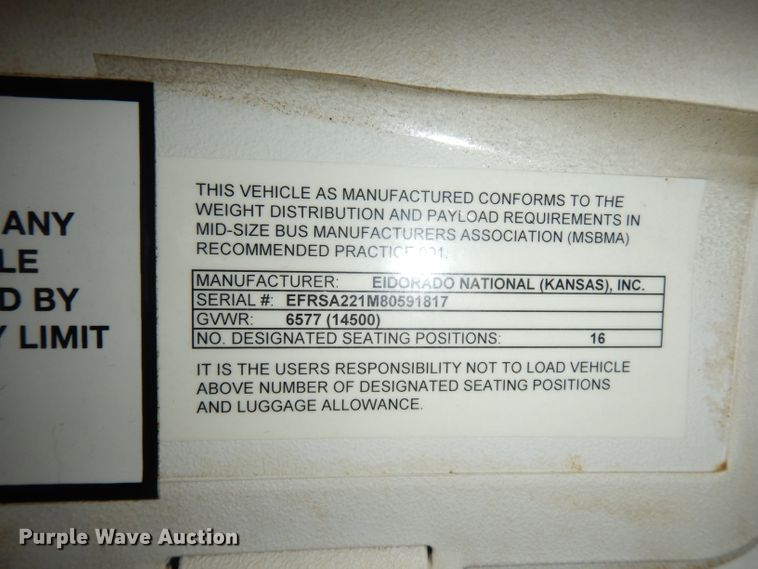 ANY
LE
D BY
Y LIMIT
THIS VEHICLE AS MANUFACTURED CONFORMS TO THE
WEIGHT DISTRIBUTION AND PAYLOAD REQUIREMENTS IN
MID-SIZE BUS MANUFACTURERS ASSOCIATION (MSBMA)
RECOMMENDED PRACTICE 001.
MANUFACTURER: ElDORADO NATIONAL (KANSAS), INC.
SERIAL #: EFRSA221M80591817
GVWR: 6577 (14500)
NO. DESIGNATED SEATING POSITIONS: 16
IT IS THE USERS RESPONSIBILITY NOT TO LOAD VEHICLE
ABOVE NUMBER OF DESIGNATED SEATING POSITIONS
AND LUGGAGE ALLOWANCE.
Purple Wave Auction